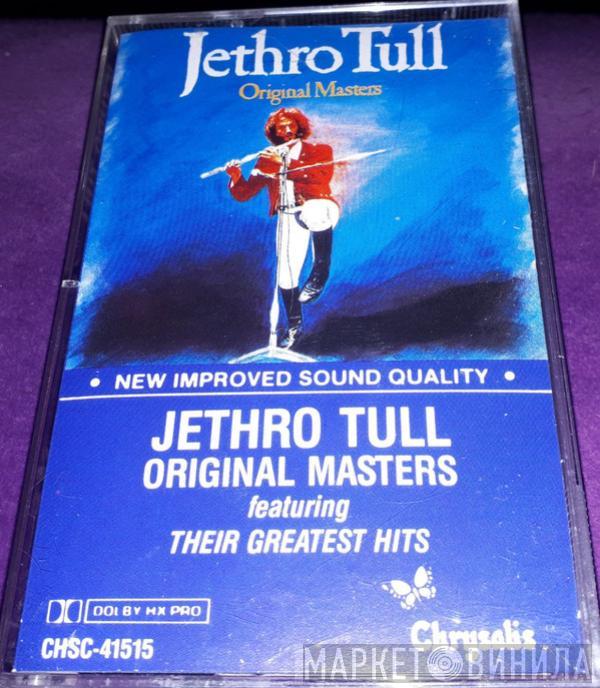 Jethro Tull
Original Masters
• NEW IMPROVED SOUND QUALITY •
JETHRO TULL
ORIGINAL MASTERS
featuring
THEIR GREATEST HITS
DOLBY HX PRO
CHSC-41515
Chrysalis
МАРКЕТ ВИНИЛА